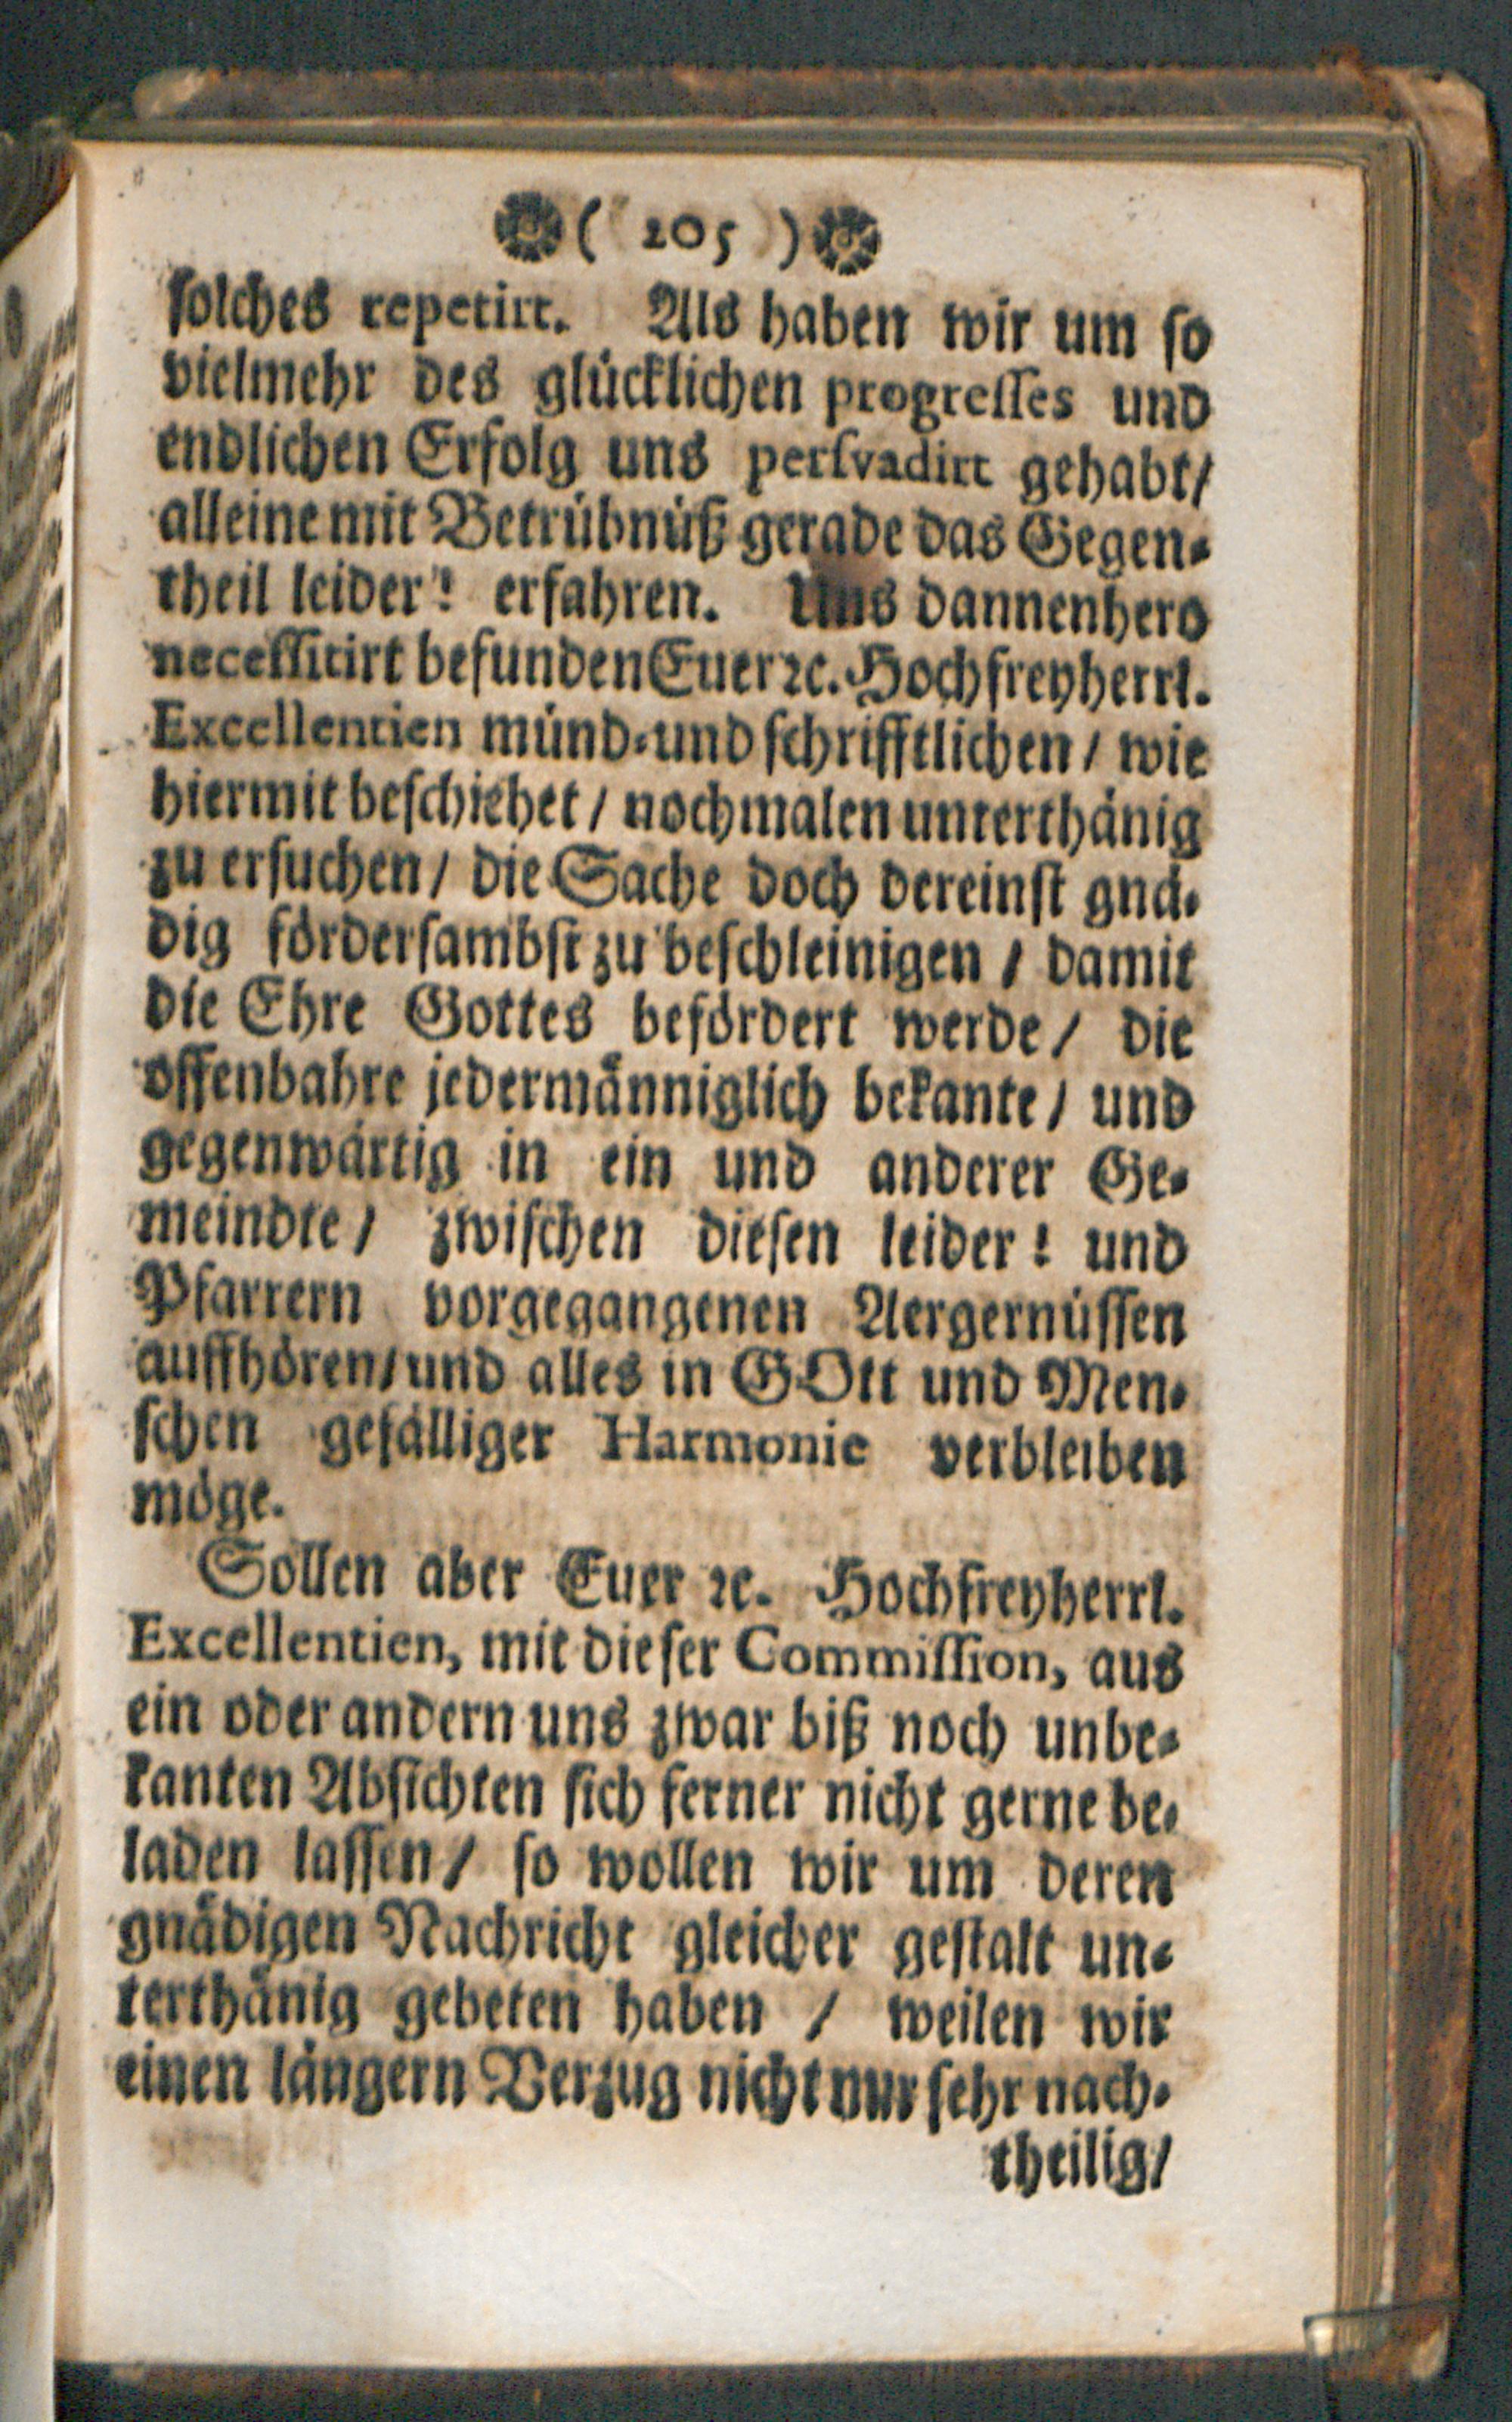 ( 205 )
solches repetirt. Als haben wir um so
vielmehr des glücklichen progresses und
endlichen Erfolg uns persvadirt gehabt/
alleine mit Betrübnüß gerade das Gegen-
theil leider! erfahren. Uns dannenhero
necessitirt befunden Euer ꝛc. Hochfreyherrl.
Excellentien münd-und schrifftlichen/ wie
hiermit beschiehet/ nochmalen unterthänig
zu ersuchen/ die Sache doch dereinst gnä-
dig fördersambst zu beschleinigen / damit
die Ehre Gottes befördert werde/ die
offenbahre jedermänniglich bekante/ und
gegenwärtig in ein und anderer Ge-
meindte/ zwischen diesen leider! und
Pfarrern vorgegangenen Aergernüssen
auffhören/und alles in GOtt und Men-
schen gefälliger Harmonie verbleiben
möge.
Sollen aber Euer ꝛc. Hochfreyherrl.
Excellentien, mit dieser Commission, aus
ein oder andern uns zwar biß noch unbe-
kanten Absichten sich ferner nicht gerne be-
laden lassen/ so wollen wir um deren
gnädigen Nachricht gleicher gestalt un-
terthänig gebeten haben / weilen wir
einen längern Verzug nicht nur sehr nach-
theilig/